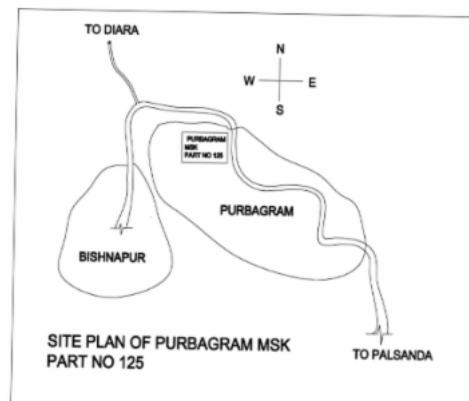 TO DIARA
N
W E
S
PURBAGRAM
MSK
PART NO 125
PURBAGRAM
BISHNAPUR
SITE PLAN OF PURBAGRAM MSK
PART NO 125
TO PALSANDA